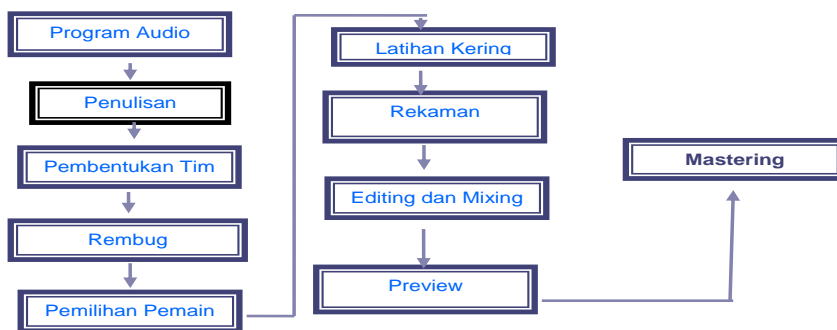 Program Audio
Penulisan
Pembentukan Tim
Rembug
Pemilihan Pemain
Latihan Kering
Rekaman
Editing dan Mixing
Preview
Mastering